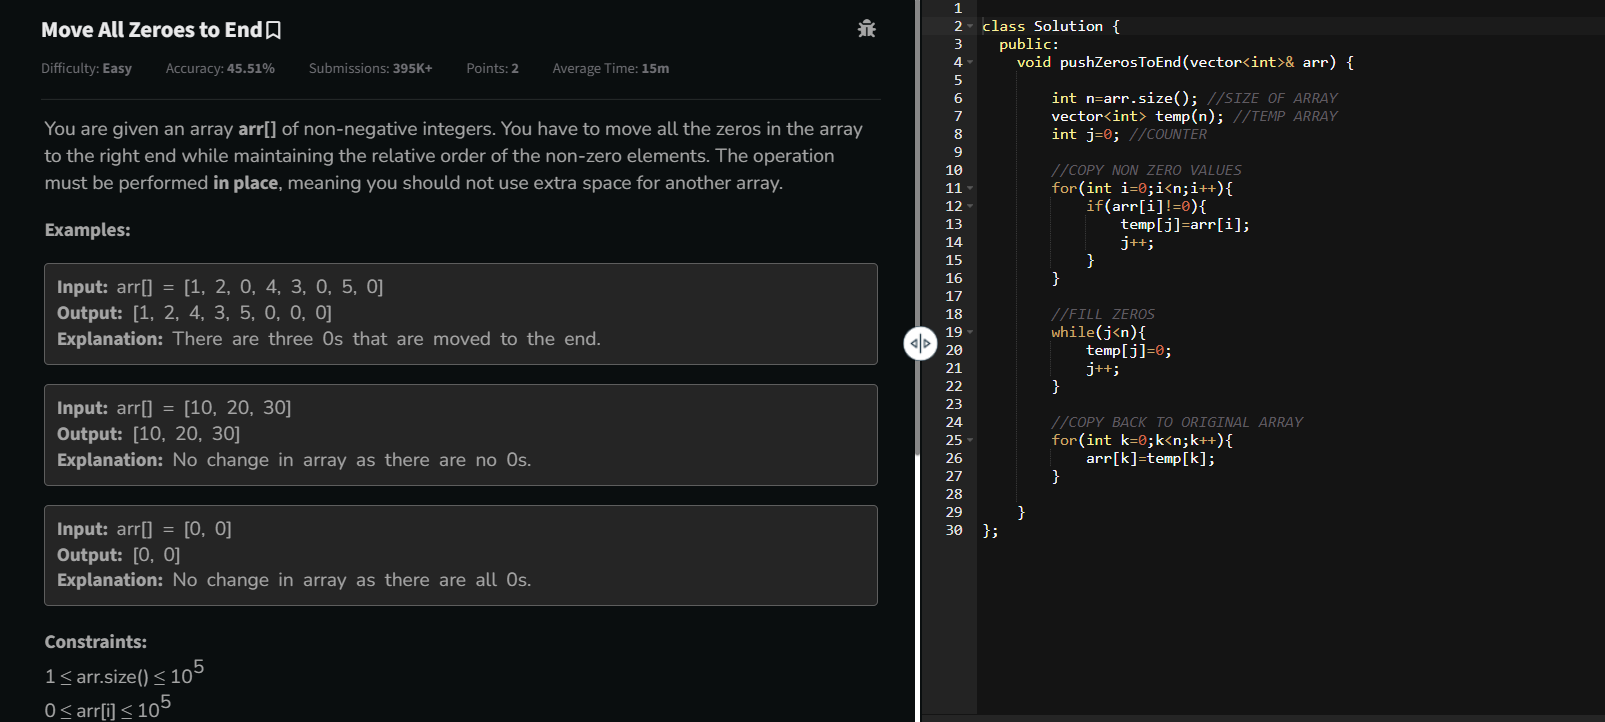 Move All Zeroes to End
Difficulty: Easy Accuracy: 45.51% Submissions: 395K+ Points: 2 Average Time: 15m
You are given an array arr[] of non-negative integers. You have to move all the zeros in the array
to the right end while maintaining the relative order of the non-zero elements. The operation
must be performed in place, meaning you should not use extra space for another array.
Examples:
Input: arr[] = [1, 2, 0, 4, 3, 0, 5, 0]
Output: [1, 2, 4, 3, 5, 0, 0, 0]
Explanation: There are three 0s that are moved to the end.
Input: arr[] = [10, 20, 30]
Output: [10, 20, 30]
Explanation: No change in array as there are no 0s.
Input: arr[] = [0, 0]
Output: [0, 0]
Explanation: No change in array as there are all 0s.
Constraints:
1 ≤ arr.size() ≤ 10^5
0 ≤ arr[i] ≤ 10^5
1
2 class Solution {
3 public:
4 void pushZerosToEnd(vector<int>& arr) {
5
6 int n=arr.size(); //SIZE OF ARRAY
7 vector<int> temp(n); //TEMP ARRAY
8 int j=0; //COUNTER
9
10 //COPY NON ZERO VALUES
11 for(int i=0;i<n;i++){
12 if(arr[i]!=0){
13 temp[j]=arr[i];
14 j++;
15 }
16 }
17
18 //FILL ZEROS
19 while(j<n){
20 temp[j]=0;
21 j++;
22 }
23
24 //COPY BACK TO ORIGINAL ARRAY
25 for(int k=0;k<n;k++){
26 arr[k]=temp[k];
27 }
28
29 }
30 };